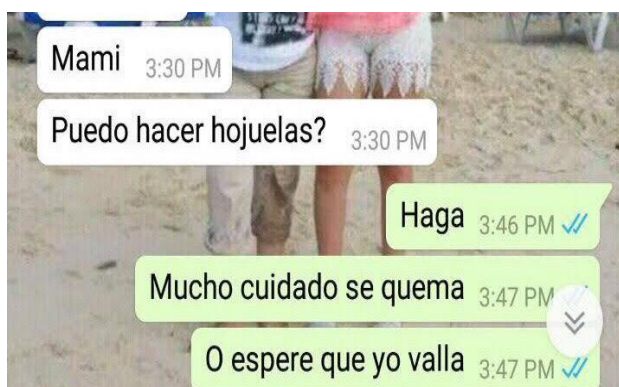 Mami 3:30 PM
Puedo hacer hojuelas? 3:30 PM
Haga 3:46 PM
Mucho cuidado se quema 3:47 PM
O espere que yo valla 3:47 PM